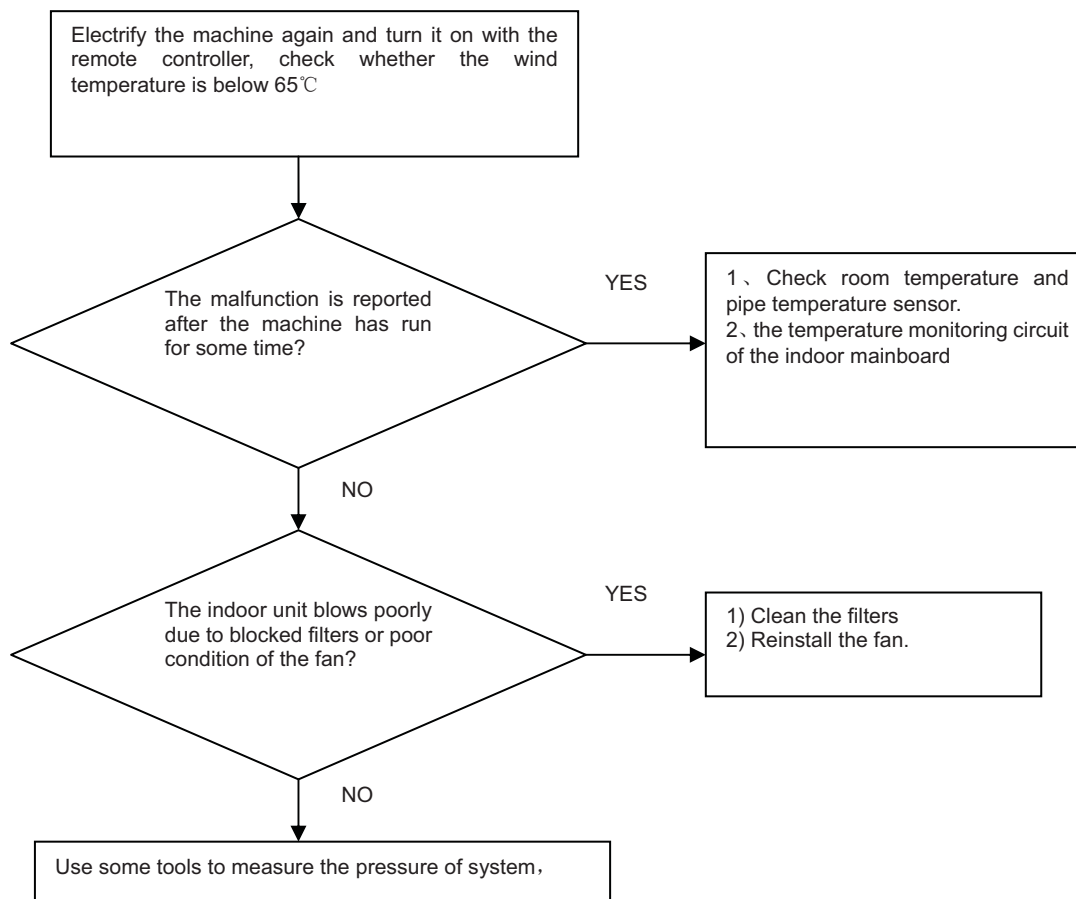 Electrify the machine again and turn it on with the
remote controller, check whether the wind
temperature is below 65℃
The malfunction is reported
after the machine has run
for some time?
YES
1、Check room temperature and
pipe temperature sensor.
2、the temperature monitoring circuit
of the indoor mainboard
NO
The indoor unit blows poorly
due to blocked filters or poor
condition of the fan?
YES
1) Clean the filters
2) Reinstall the fan.
NO
Use some tools to measure the pressure of system，